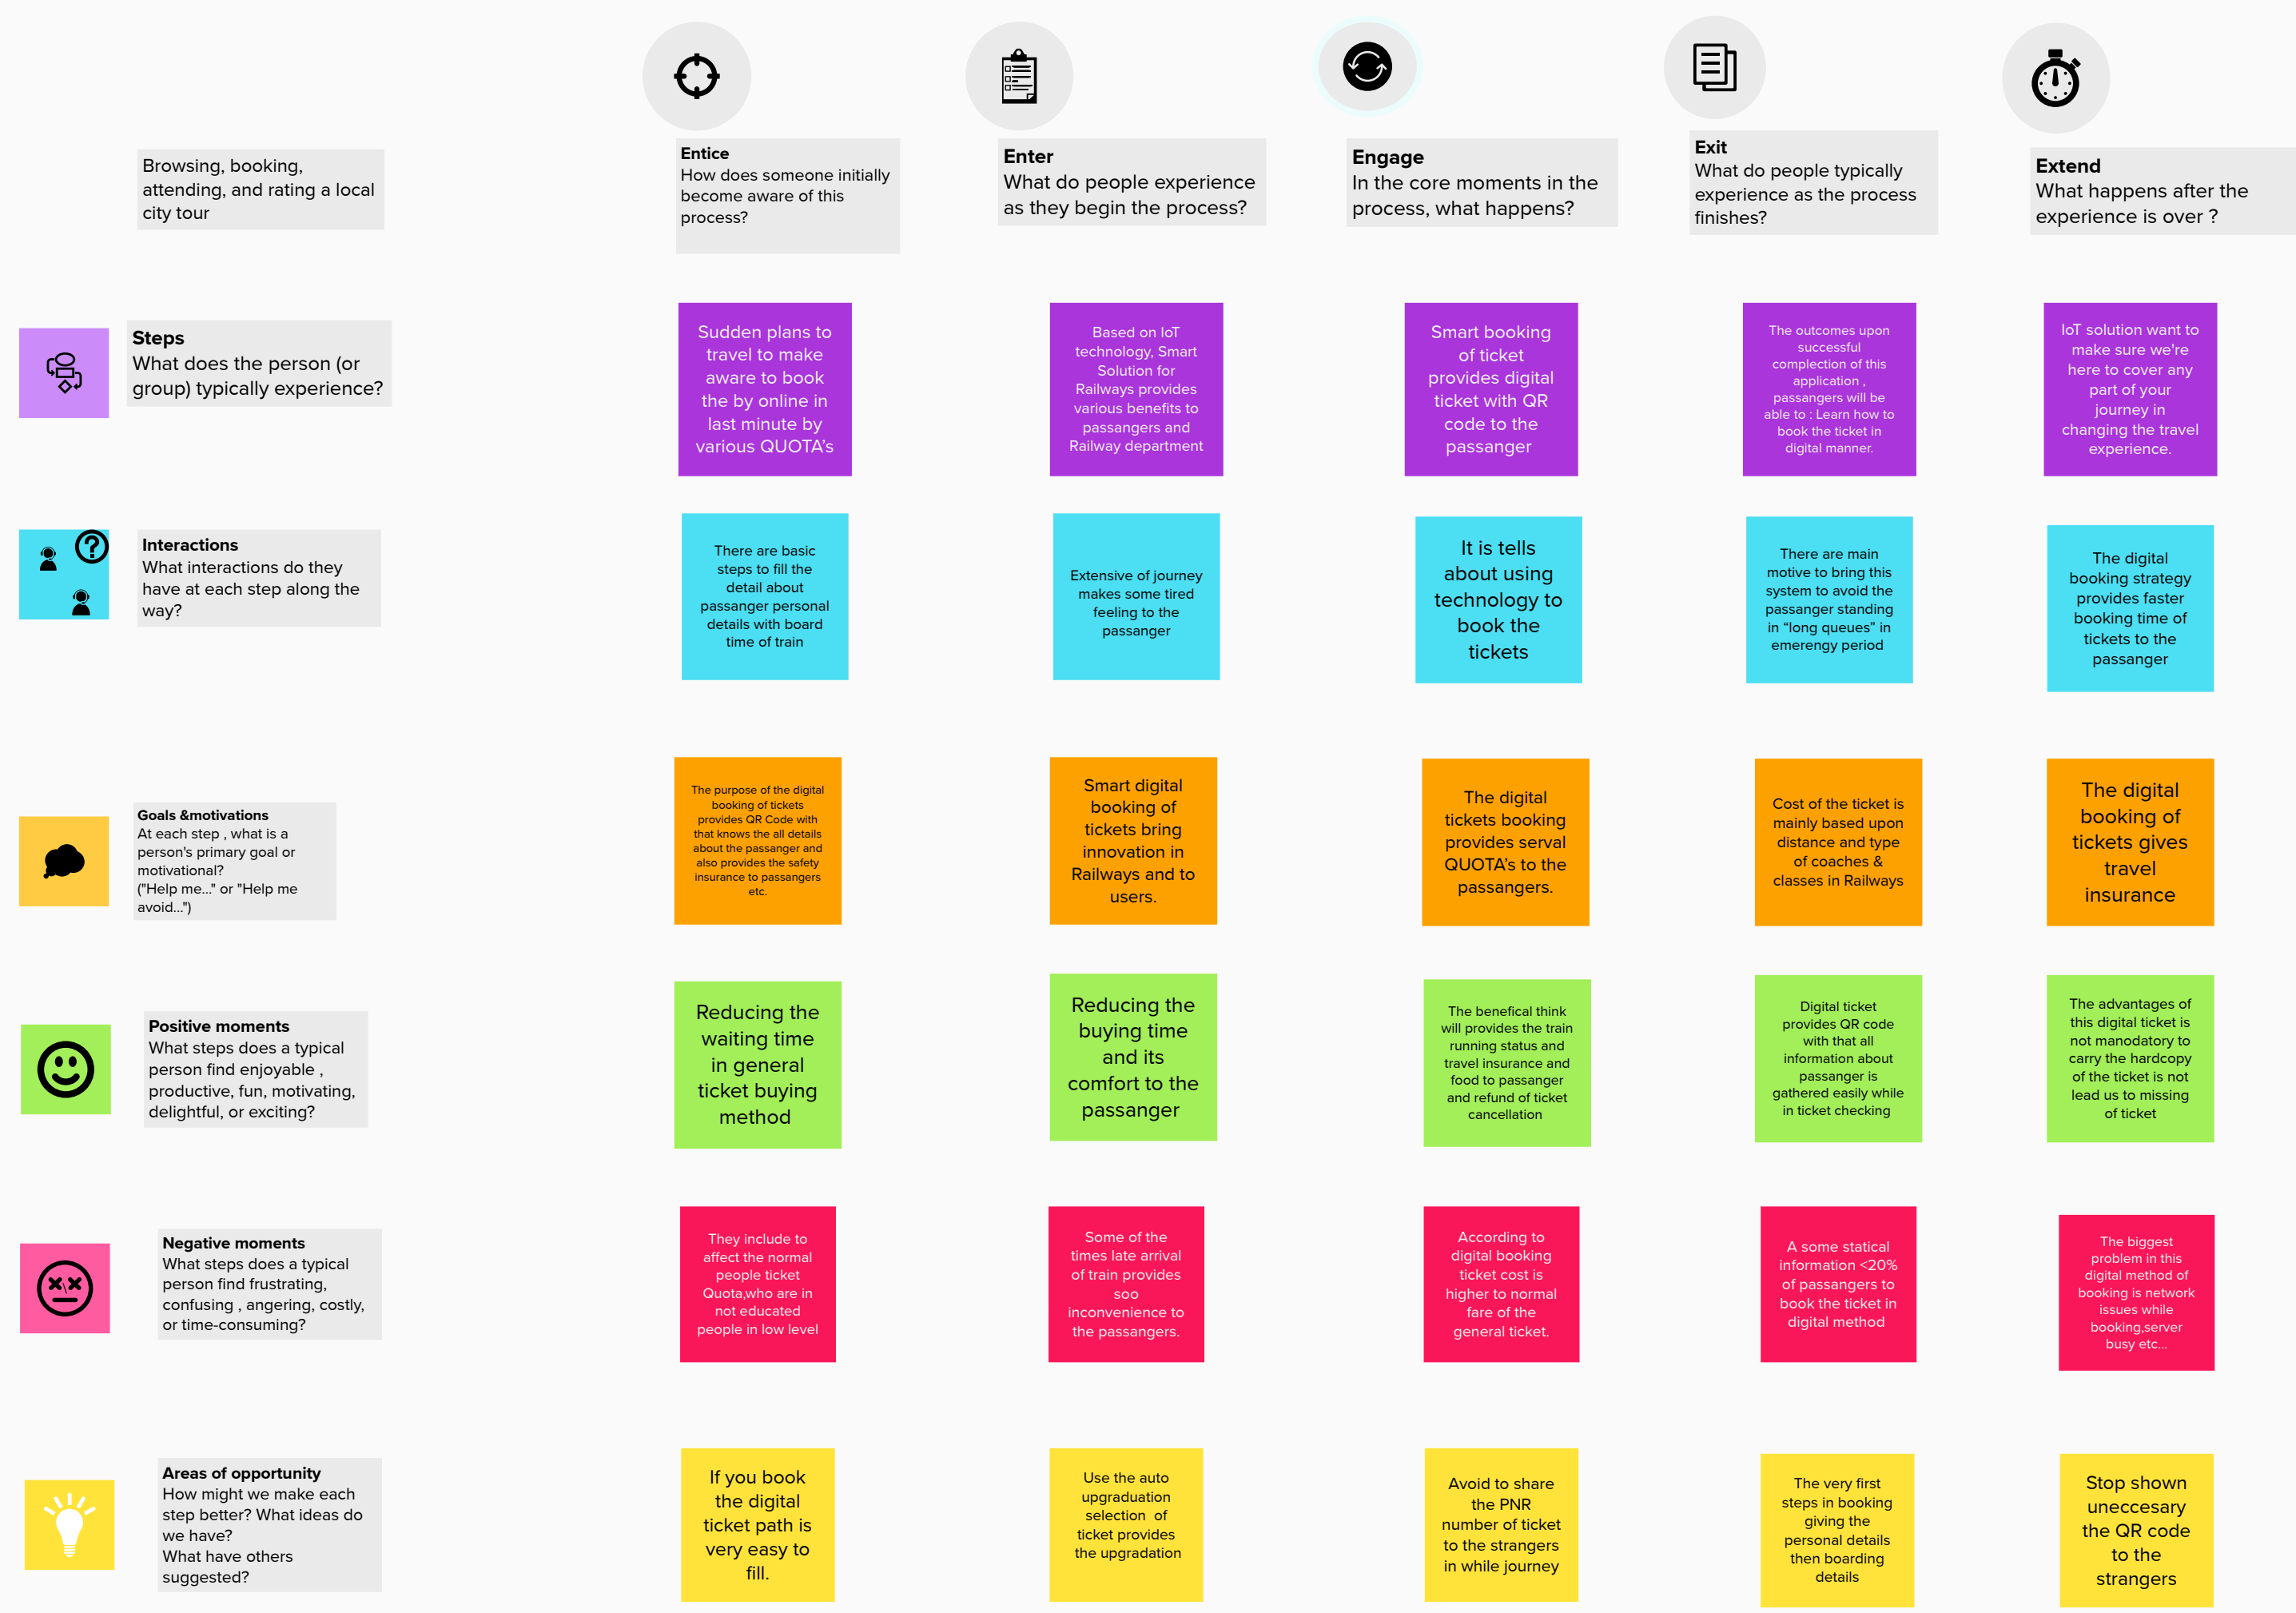 Browsing, booking,
attending, and rating a local
city tour
Entice
How does someone initially
become aware of this
process?
Enter
What do people experience
as they begin the process?
Engage
In the core moments in the
process, what happens?
Exit
What do people typically
experience as the process
finishes?
Extend
What happens after the
experience is over ?
Steps
What does the person (or
group) typically experience?
Sudden plans to
travel to make
aware to book
the by online in
last minute by
various QUOTA's
Based on IoT
technology, Smart
Solution for
Railways provides
various benefits to
passengers and
Railway department
Smart booking
of ticket
provides digital
ticket with QR
code to the
passanger
The outcomes upon
successful
complection of this
application ,
passengers will be
able to : Learn how to
book the ticket in
digital manner.
IoT solution want to
make sure we're
here to cover any
part of your
journey in
changing the travel
experience.
Interactions
What interactions do they
have at each step along the
way?
There are basic
steps to fill the
detail about
passanger personal
details with board
time of train
Extensive of journey
makes some tired
feeling to the
passanger
It is tells
about using
technology to
book the
tickets
There are main
motive to bring this
system to avoid the
passanger standing
in “long queues” in
emerengy period
The digital
booking strategy
provides faster
booking time of
tickets to the
passanger
Goals &motivations
At each step , what is a
person's primary goal or
motivational?
("Help me..." or "Help me
avoid...")
The purpose of the digital
booking of tickets
provides QR Code with
that knows the all details
about the passanger and
also provides the safety
insurance to passangers
etc.
Smart digital
booking of
tickets bring
innovation in
Railways and to
users.
The digital
tickets booking
provides serval
QUOTA's to the
passangers.
Cost of the ticket is
mainly based upon
distance and type
of coaches &
classes in Railways
The digital
booking of
tickets gives
travel
insurance
Positive moments
What steps does a typical
person find enjoyable ,
productive, fun, motivating,
delightful, or exciting?
Reducing the
waiting time
in general
ticket buying
method
Reducing the
buying time
and its
comfort to the
passanger
The benefical think
will provides the train
running status and
travel insurance and
food to passanger
and refund of ticket
cancellation
Digital ticket
provides QR code
with that all
information about
passanger is
gathered easily while
in ticket checking
The advantages of
this digital ticket is
not manodatory to
carry the hardcopy
of the ticket is not
lead us to missing
of ticket
Negative moments
What steps does a typical
person find frustrating,
confusing , angering, costly,
or time-consuming?
They include to
affect the normal
people ticket
Quota,who are in
not educated
people in low level
Some of the
times late arrival
of train provides
soo
inconvenience to
the passangers.
According to
digital booking
ticket cost is
higher to normal
fare of the
general ticket.
A some statical
information <20%
of passangers to
book the ticket in
digital method
The biggest
problem in this
digital method of
booking is network
issues while
booking,server
busy etc...
Areas of opportunity
How might we make each
step better? What ideas do
we have?
What have others
suggested?
If you book
the digital
ticket path is
very easy to
fill.
Use the auto
upgraduation
selection of
ticket provides
the upgradation
Avoid to share
the PNR
number of ticket
to the strangers
in while journey
The very first
steps in booking
giving the
personal details
then boarding
details
Stop shown
uneccesary
the QR code
to the
strangers